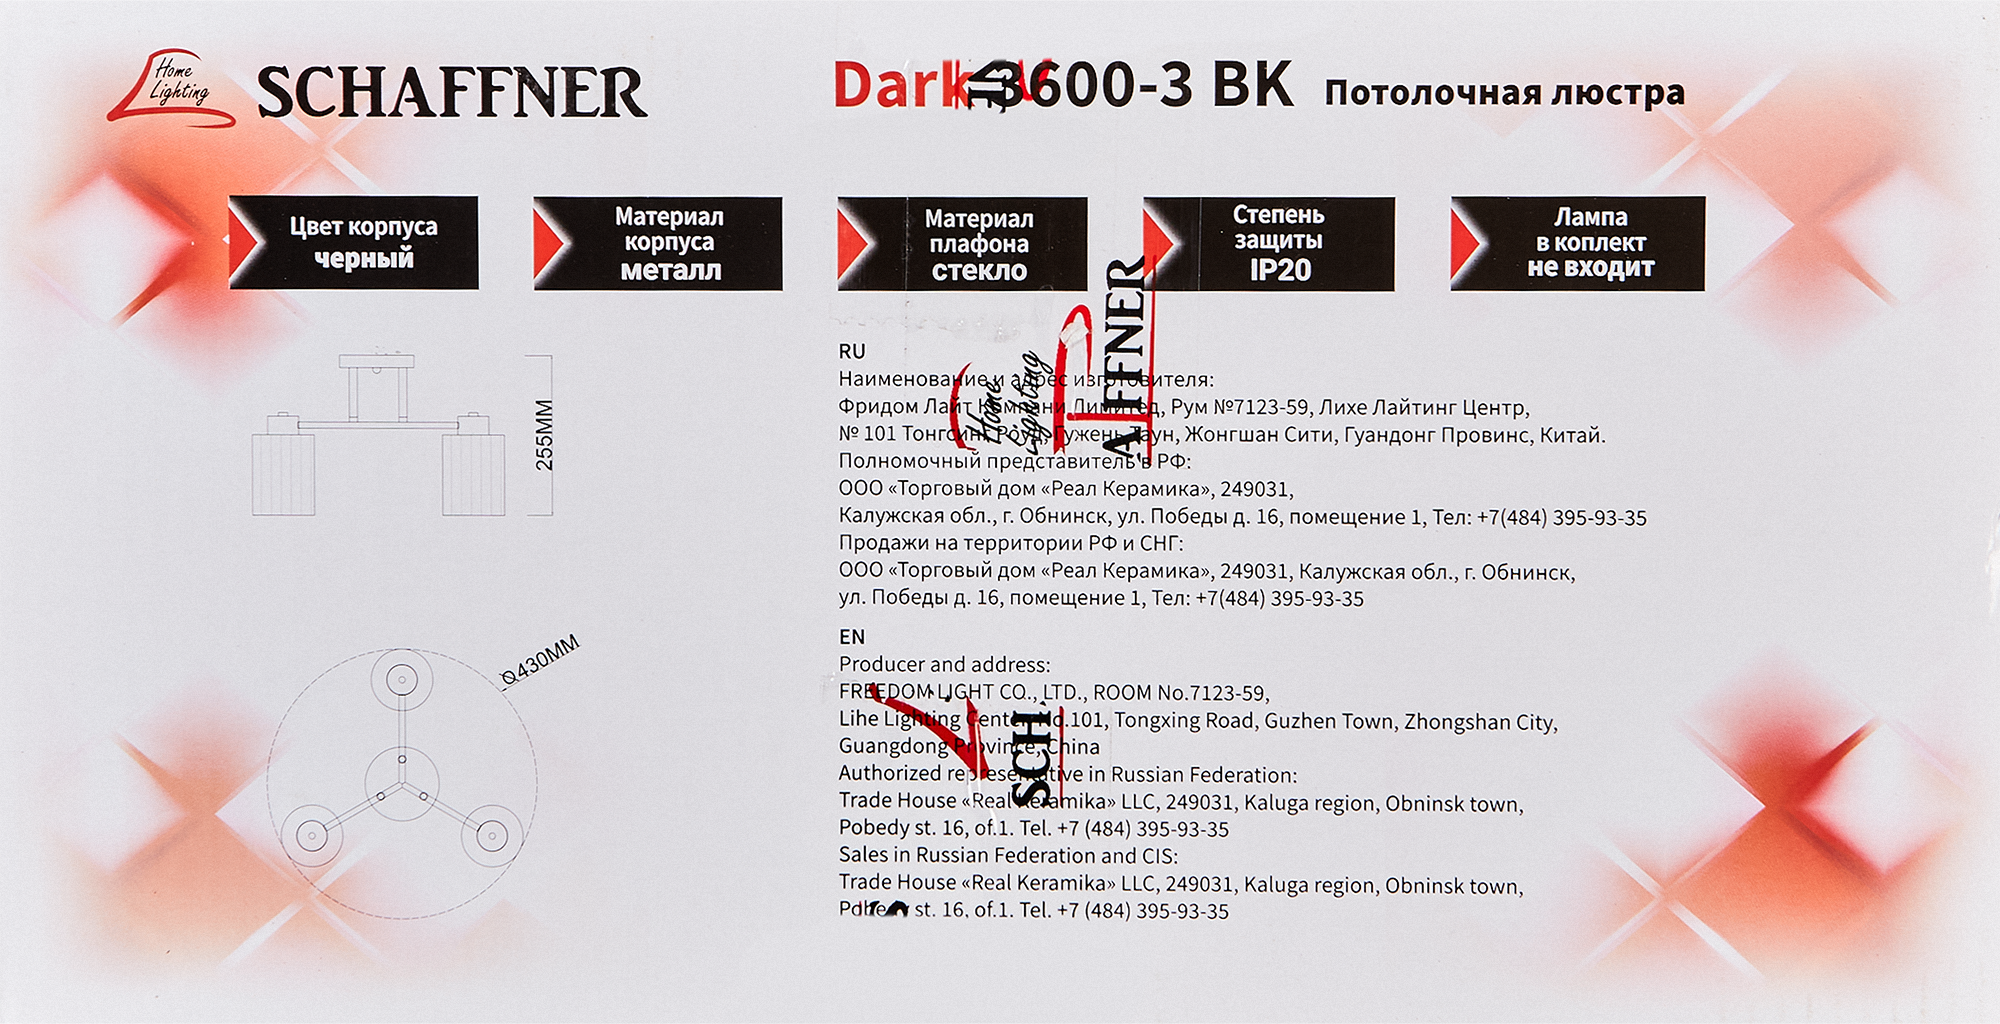 Home
Lighting
SCHAFFNER
Dark 3600-3 BK Потолочная люстра
Цвет корпуса
черный
Материал
корпуса
металл
Материал
плафона
стекло
Степень
защиты
IP20
Лампа
в коплект
не входит
255MM
Q430MM
RU
Наименование и адрес изготовителя:
Фридом Лайт Компани Лимитед, Рум №7123-59, Лихе Лайтинг Центр,
№ 101 Тонгсинг Роуд, Гужень Таун, Жонгшан Сити, Гуандонг Провинс, Китай.
Полномочный представитель в РФ:
ООО «Торговый дом «Реал Керамика», 249031,
Калужская обл., г. Обнинск, ул. Победы д. 16, помещение 1, Тел: +7(484) 395-93-35
Продажи на территории РФ и СНГ:
ООО «Торговый дом «Реал Керамика», 249031, Калужская обл., г. Обнинск,
ул. Победы д. 16, помещение 1, Тел: +7(484) 395-93-35
EN
Producer and address:
FREEDOM LIGHT CO., LTD., ROOM No.7123-59,
Lihe Lighting Center No.101, Tongxing Road, Guzhen Town, Zhongshan City,
Guangdong Province, China
Authorized representative in Russian Federation:
Trade House «Real Keramika» LLC, 249031, Kaluga region, Obninsk town,
Pobedy st. 16, of.1. Tel. +7 (484) 395-93-35
Sales in Russian Federation and CIS:
Trade House «Real Keramika» LLC, 249031, Kaluga region, Obninsk town,
Pobedy st. 16, of.1. Tel. +7 (484) 395-93-35
Home
Lighting
AFFNER
SCH